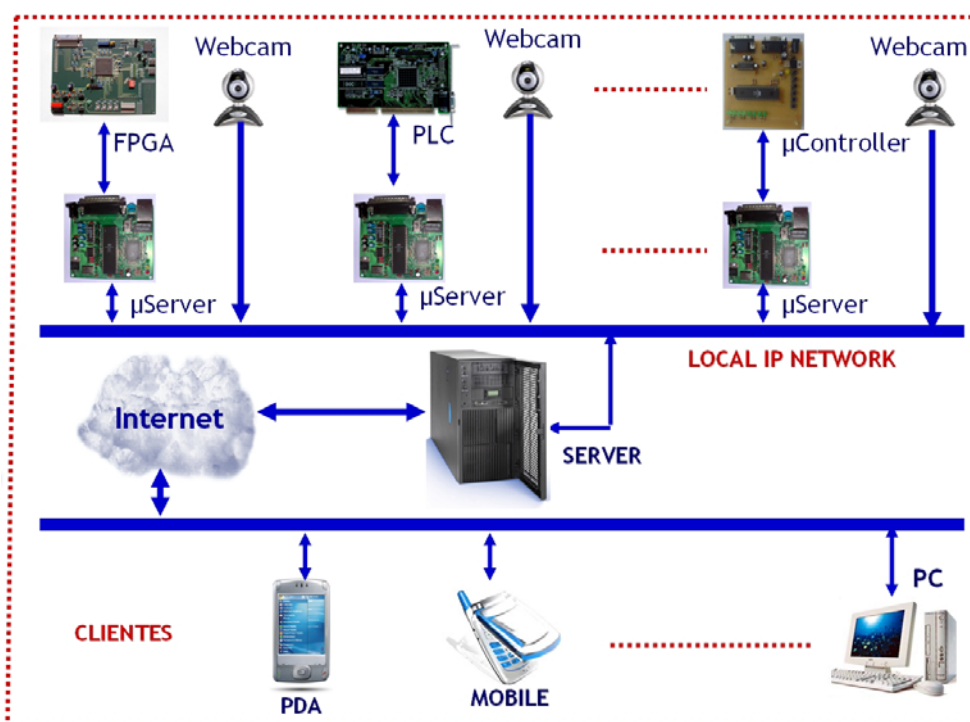 Webcam
Webcam
Webcam
FPGA
PLC
µController
µServer
µServer
µServer
LOCAL IP NETWORK
Internet
SERVER
PC
CLIENTES
PDA
MOBILE